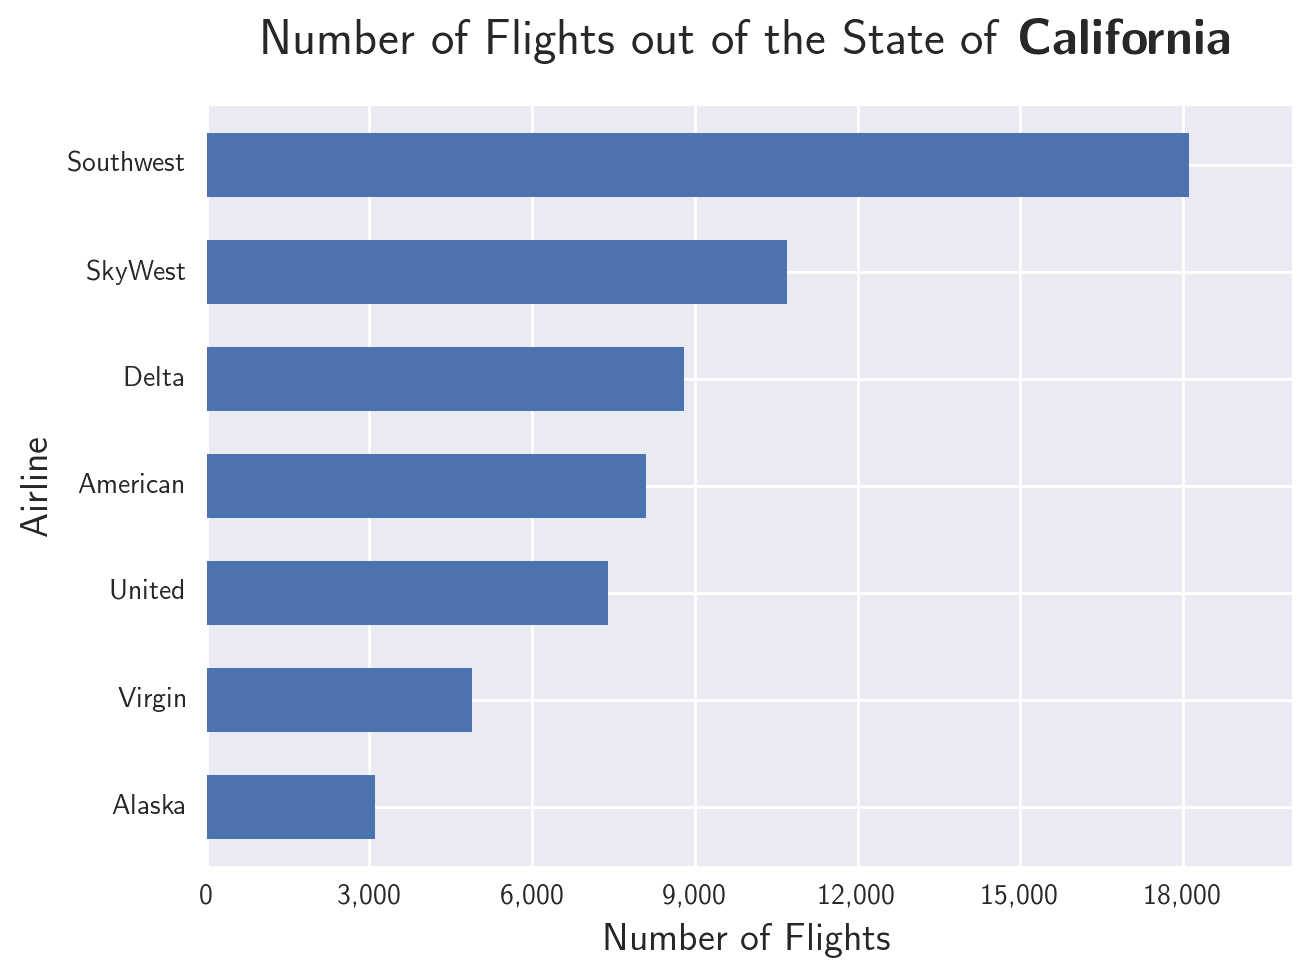 Number of Flights out of the State of California
Southwest
SkyWest
Delta
American
United
Virgin
Alaska
Airline
0 3,000 6,000 9,000 12,000 15,000 18,000
Number of Flights